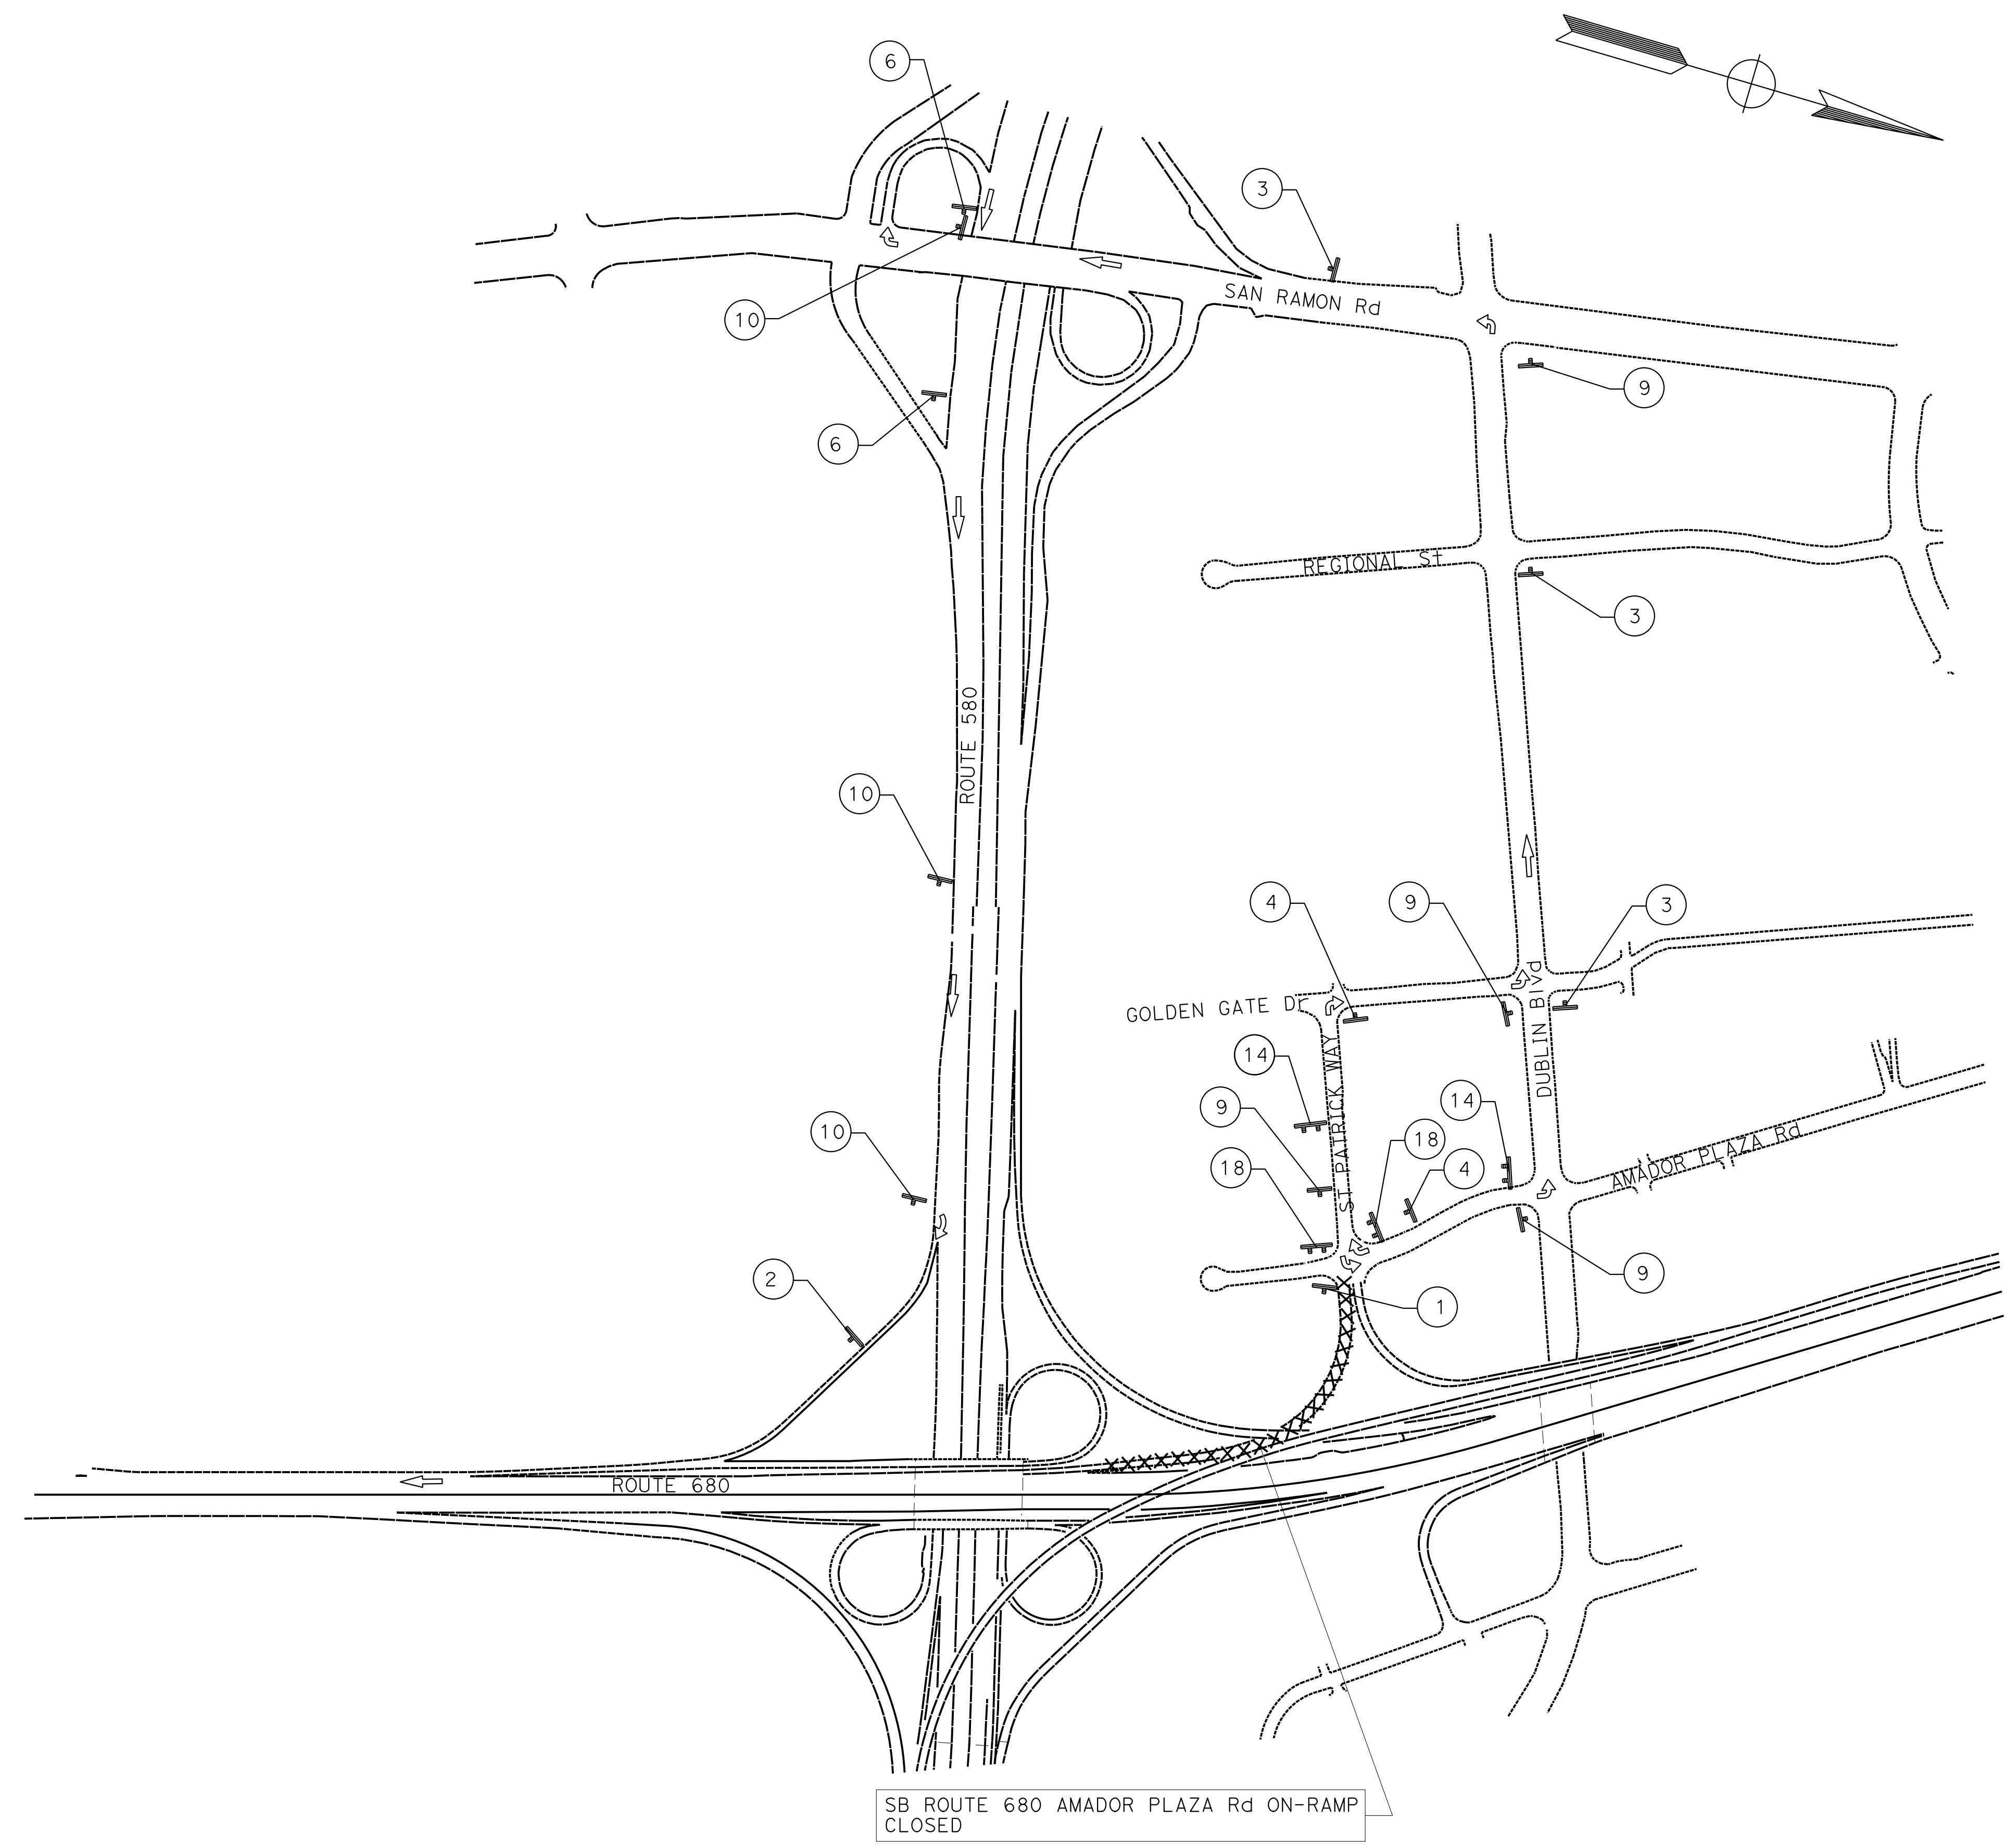 6
3
SAN RAMON Rd
10
9
6
REGIONAL St
3
ROUTE 580
10
4
9
3
GOLDEN GATE Dr
DUBLIN Blvd
14
ST PATRICK WAY
9
14
10
18
18
4
AMADOR PLAZA Rd
2
9
1
ROUTE 680
SB ROUTE 680 AMADOR PLAZA Rd ON-RAMP
CLOSED